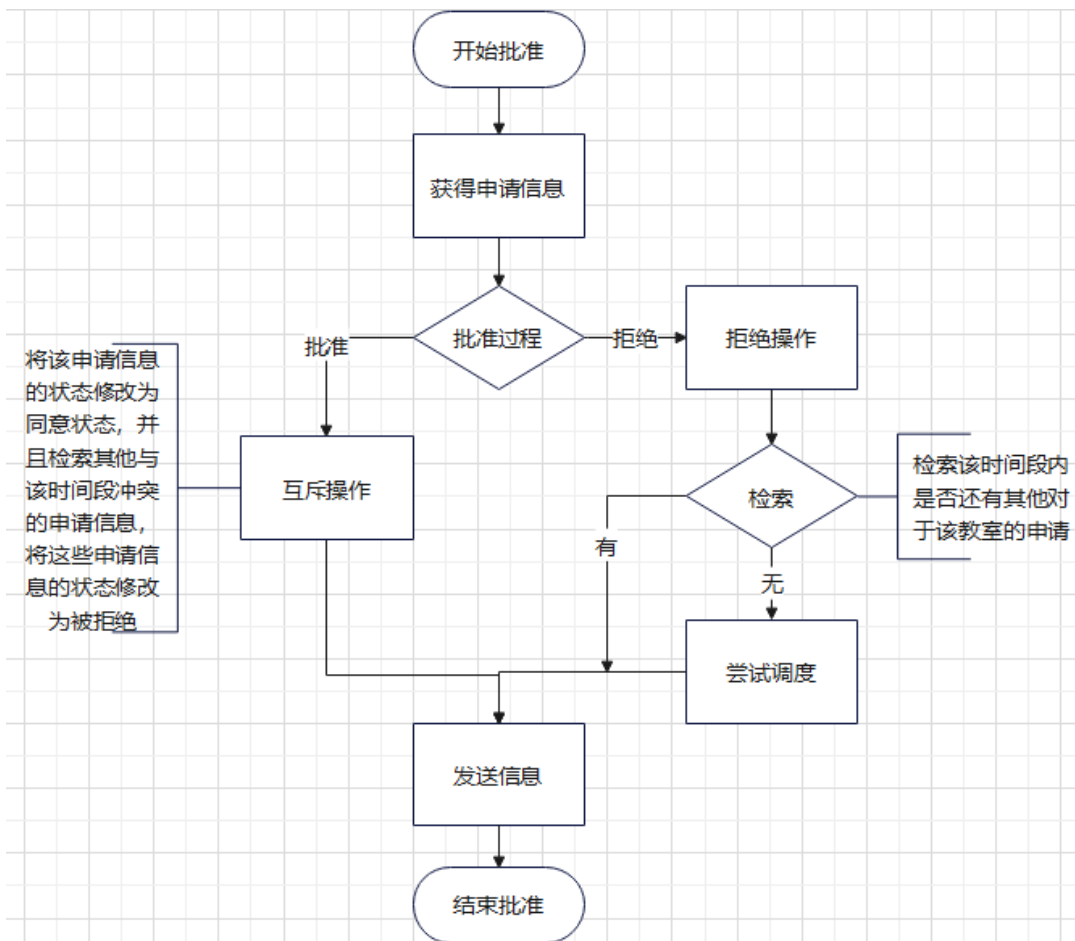 开始批准
获得申请信息
批准过程
拒绝
拒绝操作
批准
将该申请信息
的状态修改为
同意状态，并
且检索其他与
该时间段冲突
的申请信息，
将这些申请信
息的状态修改
为被拒绝
互斥操作
检索
检索该时间段内
是否还有其他对
于该教室的申请
有
无
尝试调度
发送信息
结束批准